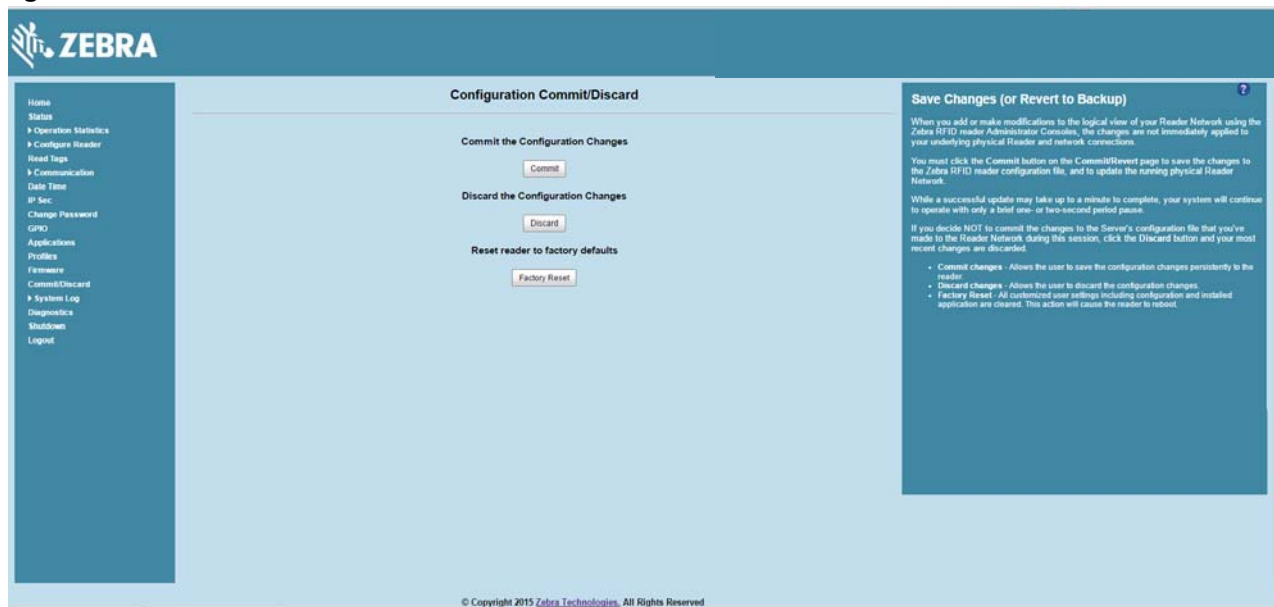 ZEBRA
Home
Status
Operation Statistics
Configure Reader
Read Tags
Communication
Date Time
IP Sec
Change Password
GPIO
Applications
Profiles
Firmware
Commit/Discard
System Log
Diagnostics
Shutdown
Logout
Configuration Commit/Discard
Commit the Configuration Changes
Commit
Discard the Configuration Changes
Discard
Reset reader to factory defaults
Factory Reset
?
Save Changes (or Revert to Backup)
When you add or make modifications to the logical view of your Reader Network using the
Zebra RFID reader Administrator Consoles, the changes are not immediately applied to
your underlying physical Reader and network connections.
You must click the Commit button on the Commit/Revert page to save the changes to
the Zebra RFID reader configuration file, and to update the running physical Reader
Network.
While a successful update may take up to a minute to complete, your system will continue
to operate with only a brief one- or two-second period pause.
If you decide NOT to commit the changes to the Server's configuration file that you've
made to the Reader Network during this session, click the Discard button and your most
recent changes are discarded.
• Commit changes - Allows the user to save the configuration changes persistently to the
reader.
• Discard changes - Allows the user to discard the configuration changes.
• Factory Reset - All customized user settings including configuration and installed
application are cleared. This action will cause the reader to reboot.
© Copyright 2015 Zebra Technologies. All Rights Reserved